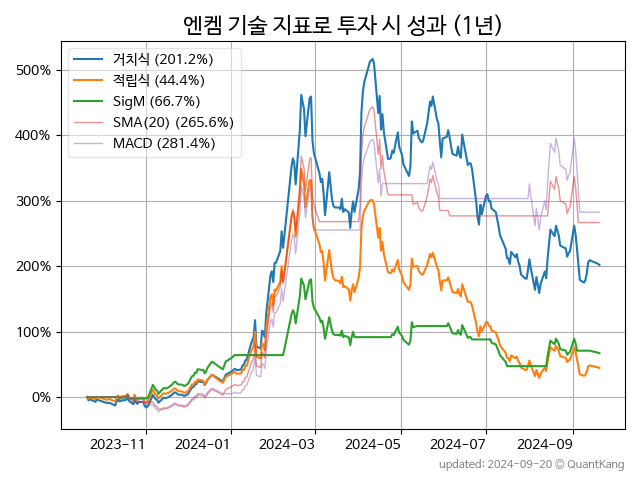 엔켐 기술 지표로 투자 시 성과 (1년)
거치식 (201.2%)
적립식 (44.4%)
SigM (66.7%)
SMA(20) (265.6%)
MACD (281.4%)
500%
400%
300%
200%
100%
0%
2023-11 2024-01 2024-03 2024-05 2024-07 2024-09
updated: 2024-09-20 © QuantKang